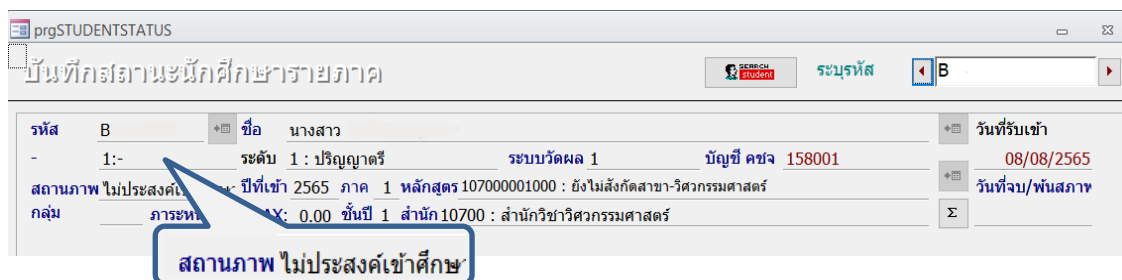 prgSTUDENTSTATUS
บันทึกสถานะนักศึกษารายภาค SEARCH student ระบุรหัส B
รหัส B ชื่อ นางสาว วันที่รับเข้า
- 1:- ระดับ 1 : ปริญญาตรี ระบบวัดผล 1 บัญชี คชจ 158001 08/08/2565
สถานภาพ ไม่ประสงค์เ ปีที่เข้า 2565 ภาค 1 หลักสูตร 107000001000 : ยังไม่สังกัดสาขา-วิศวกรรมศาสตร์ วันที่จบ/พ้นสภาพ
กลุ่ม ภาระหน AX: 0.00 ชั้นปี 1 สำนัก 10700 : สำนักวิชาวิศวกรรมศาสตร์ Σ
สถานภาพ ไม่ประสงค์เข้าศึกษ